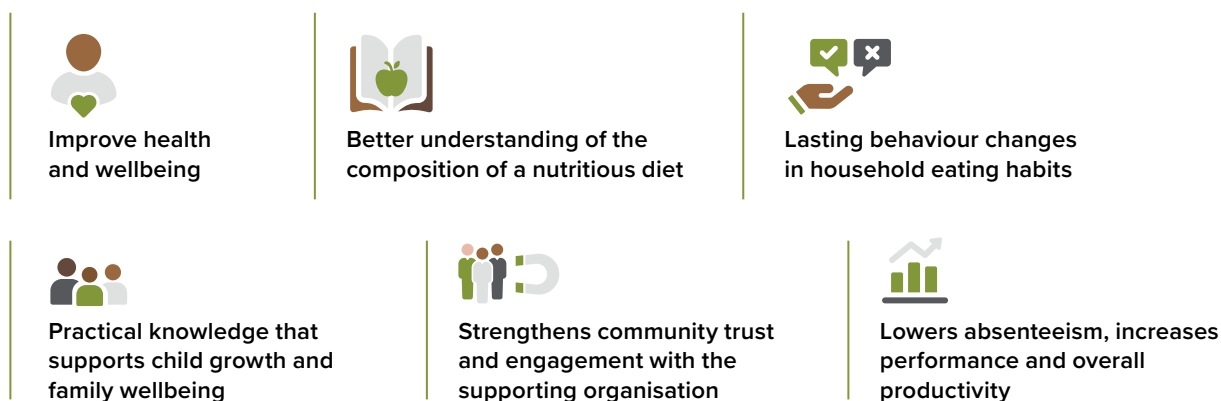 Improve health
and wellbeing
Better understanding of the
composition of a nutritious diet
Lasting behaviour changes
in household eating habits
Practical knowledge that
supports child growth and
family wellbeing
Strengthens community trust
and engagement with the
supporting organisation
Lowers absenteeism, increases
performance and overall
productivity